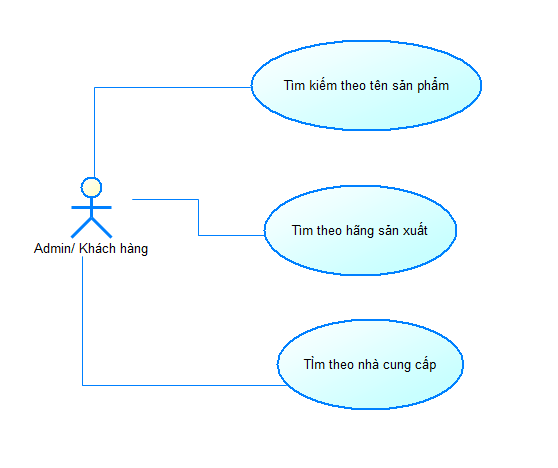 Tìm kiếm theo tên sản phẩm
Tìm theo hãng sản xuất
Admin/ Khách hàng
TÌm theo nhà cung cấp